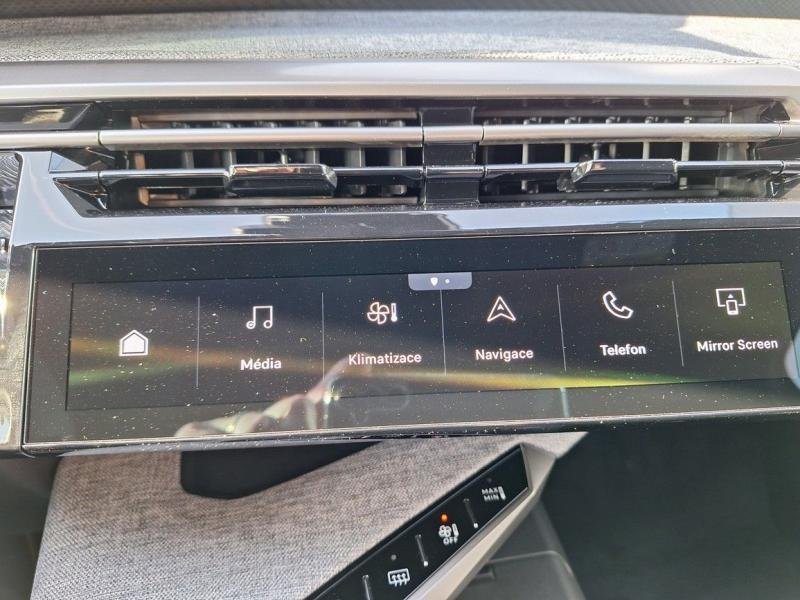 Média
Klimatizace
Navigace
Telefon
Mirror Screen
MAX
MIN
OFF